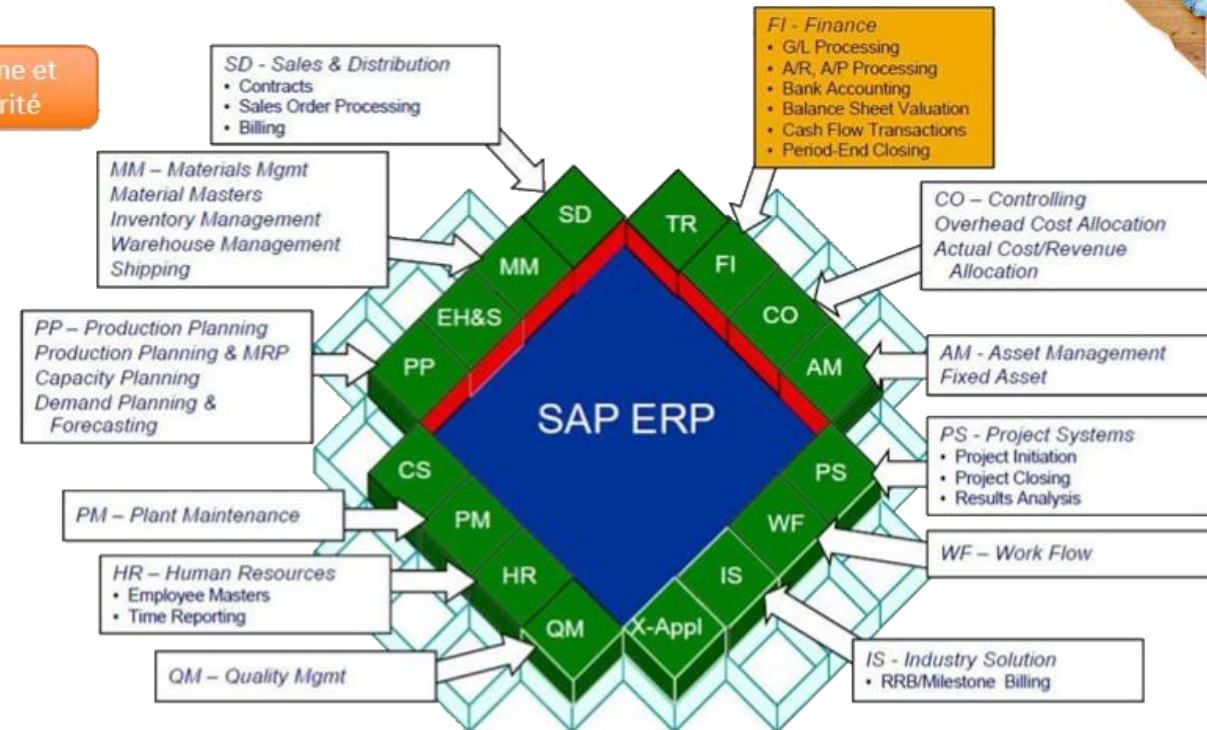 ne et
rité
SD - Sales & Distribution
• Contracts
• Sales Order Processing
• Billing
FI - Finance
• G/L Processing
• A/R, A/P Processing
• Bank Accounting
• Balance Sheet Valuation
• Cash Flow Transactions
• Period-End Closing
MM – Materials Mgmt
Material Masters
Inventory Management
Warehouse Management
Shipping
CO – Controlling
Overhead Cost Allocation
Actual Cost/Revenue
Allocation
PP – Production Planning
Production Planning & MRP
Capacity Planning
Demand Planning &
Forecasting
AM - Asset Management
Fixed Asset
PS - Project Systems
• Project Initiation
• Project Closing
• Results Analysis
PM – Plant Maintenance
WF – Work Flow
HR – Human Resources
• Employee Masters
• Time Reporting
QM – Quality Mgmt
IS - Industry Solution
• RRB/Milestone Billing
SD
MM
EH&S
PP
TR
FI
CO
AM
SAP ERP
CS
PM
HR
QM
PS
WF
IS
X-Appl